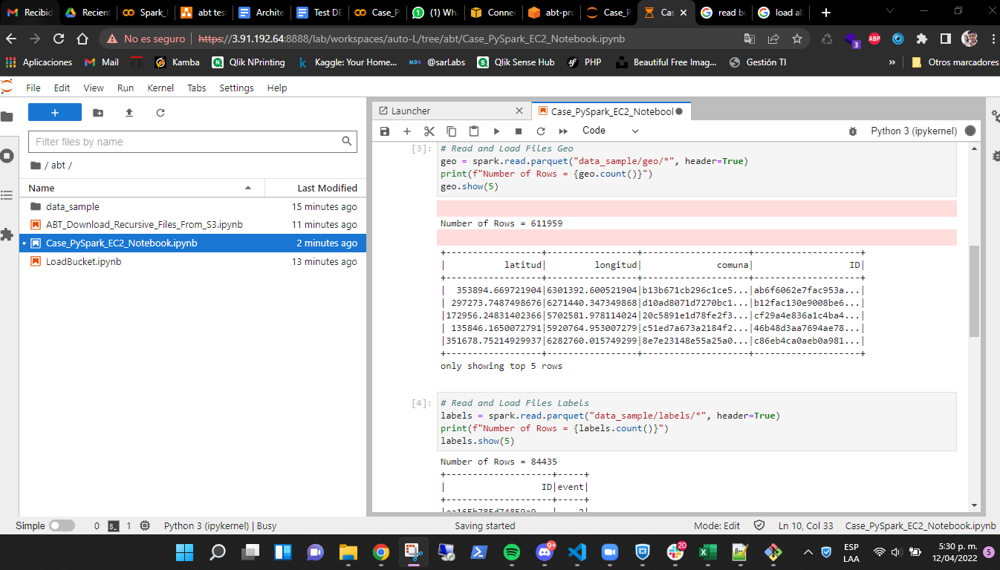 Recibid
Recient
Spark_
abt tes
Archite
Test DE
Case_P
(1) Wha
Connec
abt-pro
Case_P
Cas
read bu
load all
No es seguro
https://3.91.192.64:8888/lab/workspaces/auto-L/tree/abt/Case_PySpark_EC2_Notebook.ipynb
3
ABP
Aplicaciones
Mail
Kamba
Qlik NPrinting
Kaggle: Your Home...
@sarLabs
Qlik Sense Hub
PHP
Beautiful Free Imag...
Gestión TI
»
Otros marcadores
File Edit View Run Kernel Tabs Settings Help
+
Filter files by name
/ abt /
Name Last Modified
data_sample 15 minutes ago
ABT_Download_Recursive_Files_From_S3.ipynb 11 minutes ago
Case_PySpark_EC2_Notebook.ipynb 2 minutes ago
LoadBucket.ipynb 13 minutes ago
Launcher
Case_PySpark_EC2_Notebool
Code
Python 3 (ipykernel)
[3]: # Read and Load Files Geo
geo = spark.read.parquet("data_sample/geo/*", header=True)
print(f"Number of Rows = {geo.count()}")
geo.show(5)
Number of Rows = 611959
+-----------------+-----------------+--------------------+--------------------+
|          latitud|         longitud|              comuna|                  ID|
+-----------------+-----------------+--------------------+--------------------+
|  353894.669721904|6301392.600521904|b13b671cb296c1ce5...|ab6f6062e7fac953a...|
| 297273.7487498676|6271440.347349868|d10ad8071d7270bc1...|b12fac130e9008be6...|
|172956.24831402366|5702581.978114024|20c5891e1d78fe2f3...|cf29a4e836a1c4ba4...|
| 135846.1650072791|5920764.953007279|c51ed7a673a2184f2...|46b48d3aa7694ae78...|
|351678.75214929937|6282760.015749299|8e7e23148e55a25a0...|c86eb4ca0aeb0a981...|
+-----------------+-----------------+--------------------+--------------------+
only showing top 5 rows
[4]: # Read and Load Files Labels
labels = spark.read.parquet("data_sample/labels/*", header=True)
print(f"Number of Rows = {labels.count()}")
labels.show(5)
Number of Rows = 84435
+--------------------+-----+
|                  ID|event|
+--------------------+-----+
Simple
0
1
Python 3 (ipykernel) | Busy
Saving started
Mode: Edit
Ln 10, Col 33
Case_PySpark_EC2_Notebook.ipynb
9+
20
ESP
LAA
5:30 p. m.
12/04/2022
5